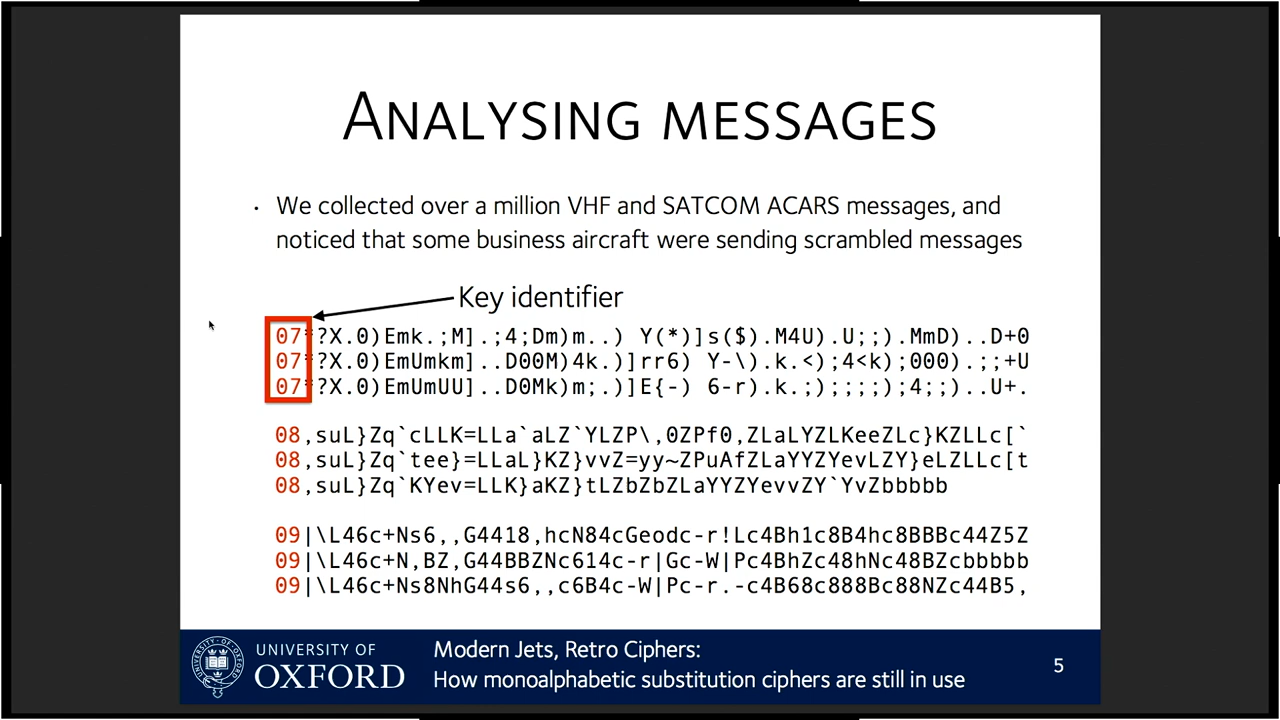 ANALYSING MESSAGES
· We collected over a million VHF and SATCOM ACARS messages, and
noticed that some business aircraft were sending scrambled messages
Key identifier
07*?X.0)Emk.;M].;4;Dm)m..) Y(*)]s($).M4U).U;;).MmD)..D+0
07*?X.0)EmUmkm]..D00M)4k.)]rr6) Y-\).k.<);4<k);000).;;+U
07*?X.0)EmUmUU]..D0Mk)m;.)]E{-) 6-r).k.;);;;;);4;;)..U+.
08,suL}Zq`cLLK=LLa`aLZ`YLZP\,0ZPf0,ZLaLYZLKeeZLc}KZLLc[`
08,suL}Zq`tee}=LLaL}KZ}vvZ=yy~ZPuAfZLaYYZYevLZY}eLZLLc[t
08,suL}Zq`KYev=LLK}aKZ}tLZbZbZLaYYZYevvZY`YvZbbbbb
09|\L46c+Ns6,,G4418,hcN84cGeodc-r!Lc4Bh1c8B4hc8BBBc44Z5Z
09|\L46c+N,BZ,G44BBZNc614c-r|Gc-W|Pc4BhZc48hNc48BZcbbbbb
09|\L46c+Ns8NhG44s6,,c6B4c-W|Pc-r.-c4B68c888Bc88NZc44B5,
UNIVERSITY OF
OXFORD
Modern Jets, Retro Ciphers:
How monoalphabetic substitution ciphers are still in use
5